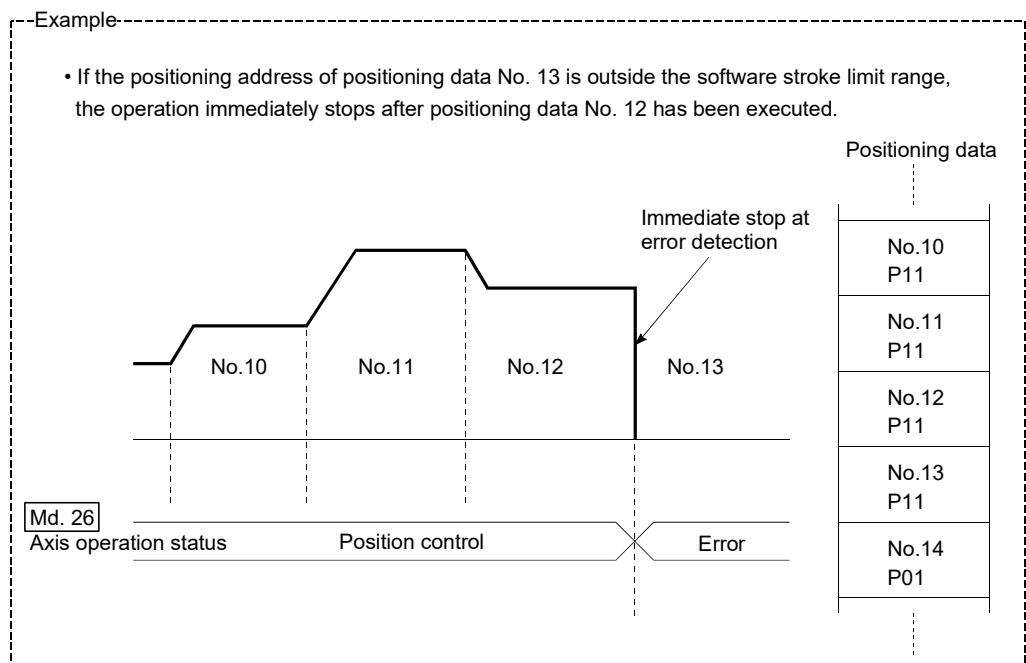 Example
• If the positioning address of positioning data No. 13 is outside the software stroke limit range,
the operation immediately stops after positioning data No. 12 has been executed.
Positioning data
Immediate stop at
error detection
No.10
No.11
No.12
No.13
No.10
P11
No.11
P11
No.12
P11
No.13
P11
No.14
P01
Md. 26
Axis operation status
Position control
Error